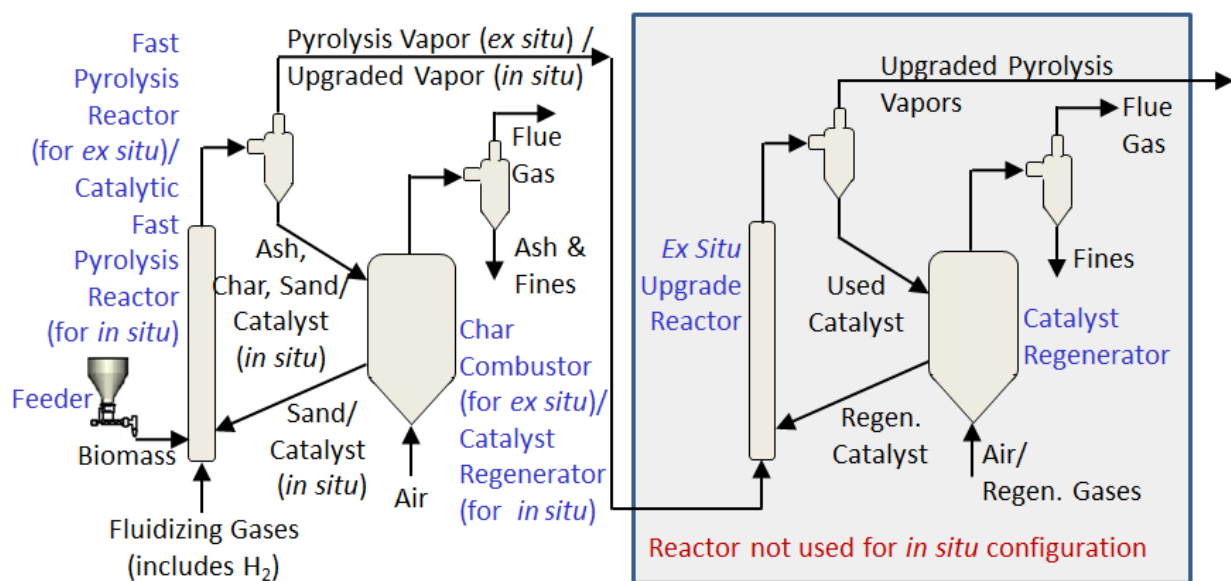 Fast
Pyrolysis
Reactor
(for ex situ)/
Catalytic
Fast
Pyrolysis
Reactor
(for in situ)
Feeder
Biomass
Fluidizing Gases
(includes H₂)
Pyrolysis Vapor (ex situ) /
Upgraded Vapor (in situ)
Flue
Gas
Ash &
Fines
Ash,
Char, Sand/
Catalyst
(in situ)
Sand/
Catalyst
(in situ)
Air
Char
Combustor
(for ex situ)/
Catalyst
Regenerator
(for in situ)
Upgraded Pyrolysis
Vapors
Flue
Gas
Fines
Ex Situ
Upgrade
Reactor
Used
Catalyst
Catalyst
Regenerator
Regen.
Catalyst
Air/
Regen. Gases
Reactor not used for in situ configuration